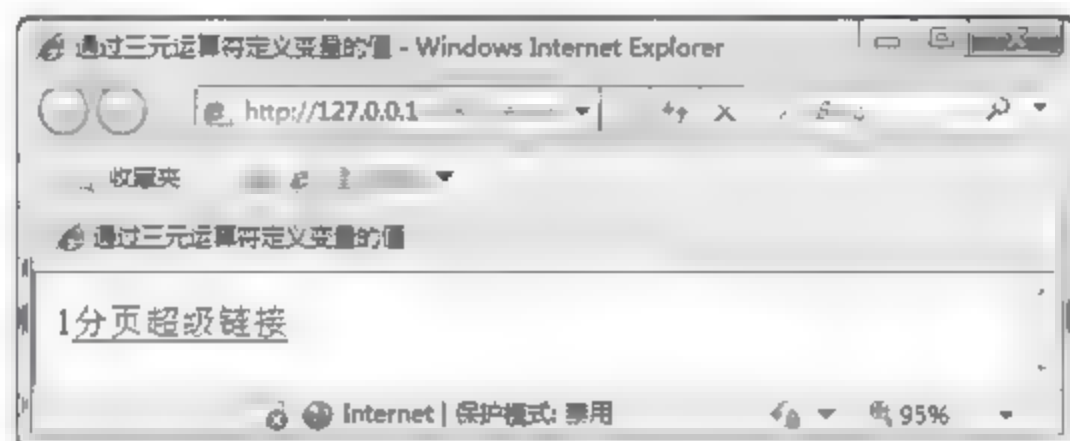 通过三元运算符定义变量的值 - Windows Internet Explorer
http://127.0.0.1
收藏夹
通过三元运算符定义变量的值
1分页超级链接
Internet | 保护模式: 禁用 95%